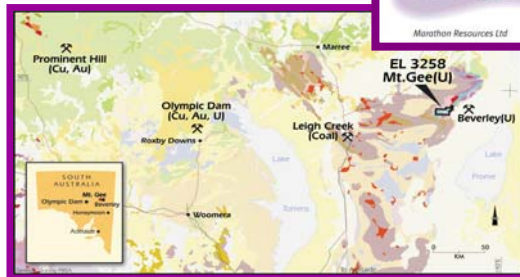 Marathon Resources Ltd
Prominent Hill
(Cu, Au)
Marree
EL 3258
Mt.Gee(U)
Olympic Dam
(Cu, Au, U)
Beverley(U)
Leigh Creek
(Coal)
Roxby Downs
Lake
Torrens
Lake
Frome
Woomera
SOUTH
AUSTRALIA
Mt. Gee
Olympic Dam
Beverley
Honeymoon
Adelaide
0
50
KM